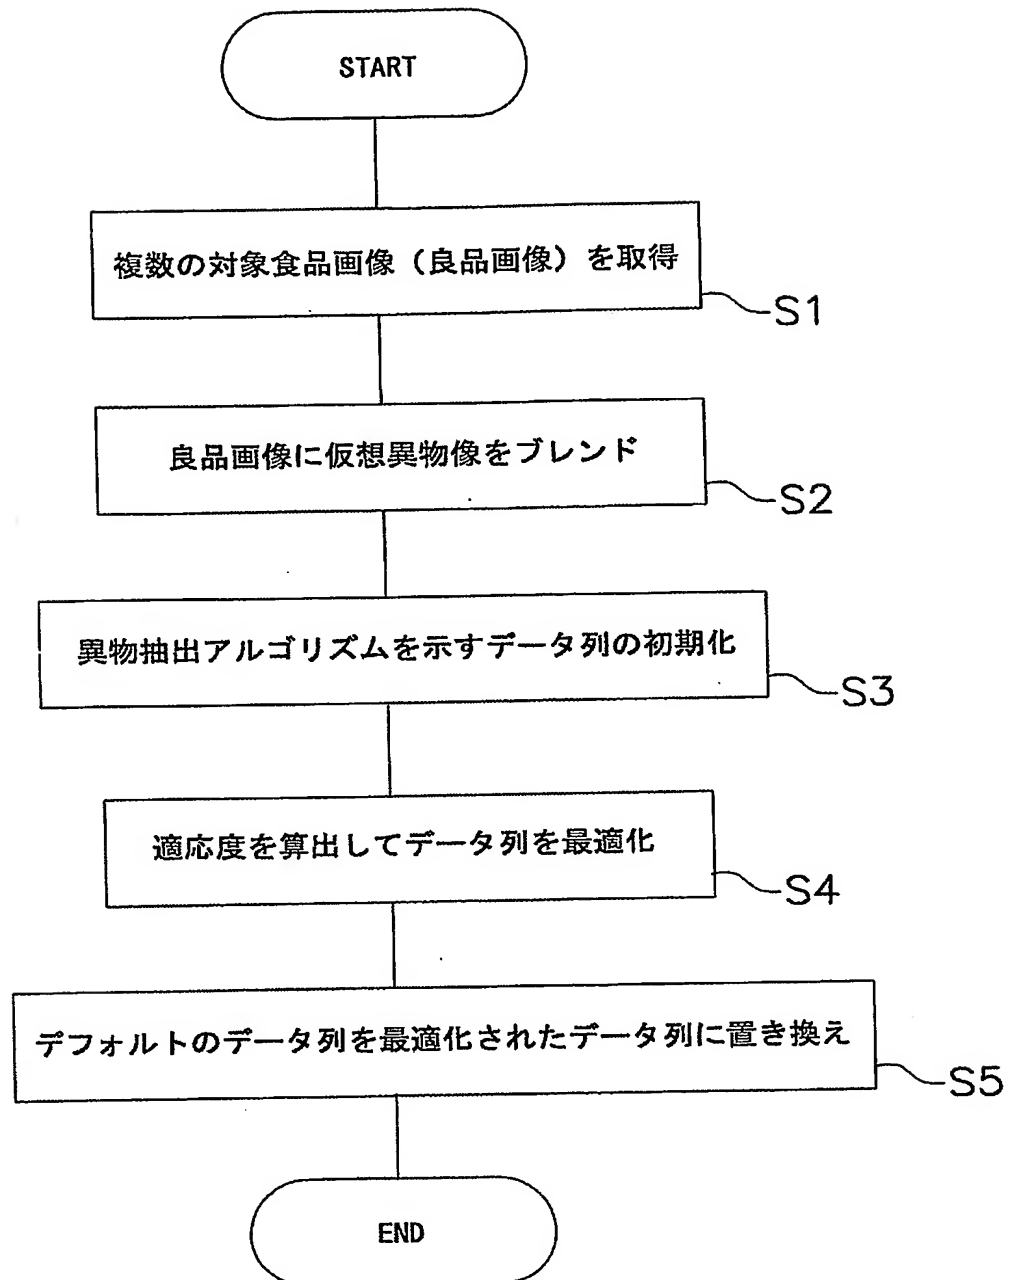 START
複数の対象食品画像（良品画像）を取得
S1
良品画像に仮想異物像をブレンド
S2
異物抽出アルゴリズムを示すデータ列の初期化
S3
適応度を算出してデータ列を最適化
S4
デフォルトのデータ列を最適化されたデータ列に置き換え
S5
END